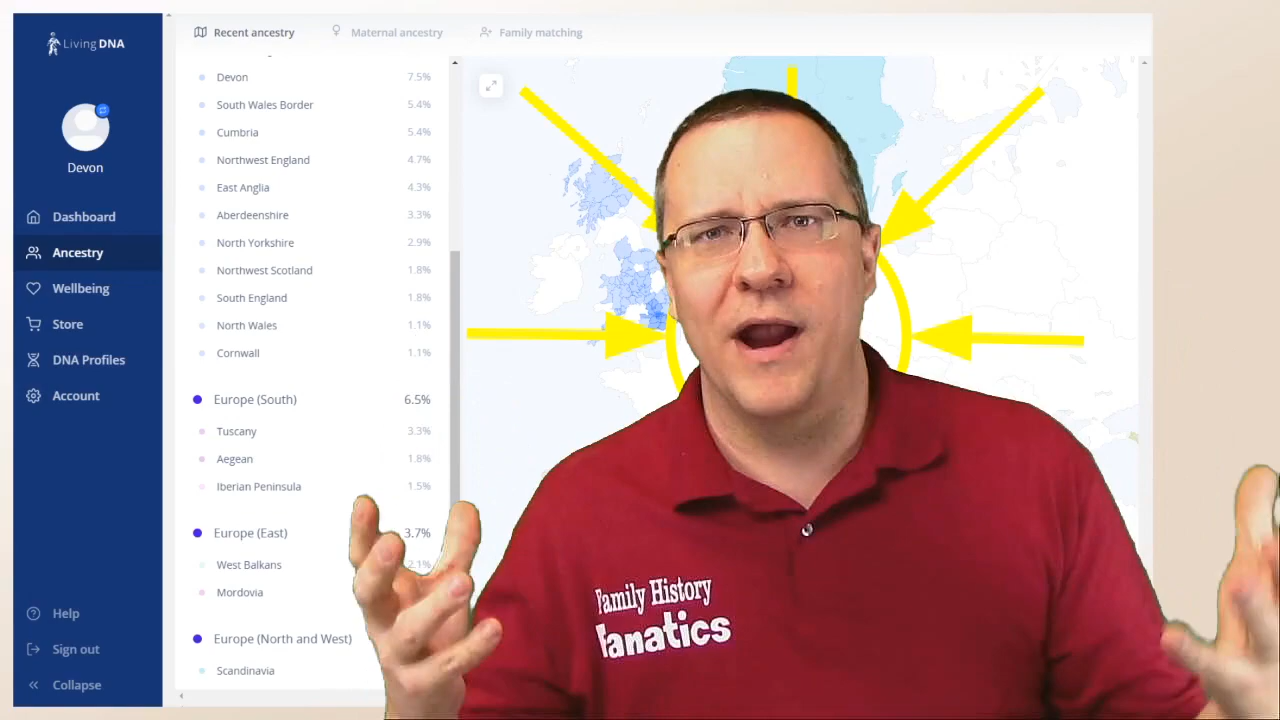 LivingDNA
Devon
Dashboard
Ancestry
Wellbeing
Store
DNA Profiles
Account
Help
Sign out
Collapse
Recent ancestry
Maternal ancestry
Family matching
Devon 7.5%
South Wales Border 5.4%
Cumbria 5.4%
Northwest England 4.7%
East Anglia 4.3%
Aberdeenshire 3.3%
North Yorkshire 2.9%
Northwest Scotland 1.8%
South England 1.8%
North Wales 1.1%
Cornwall 1.1%
Europe (South) 6.5%
Tuscany 3.3%
Aegean 1.8%
Iberian Peninsula 1.5%
Europe (East) 3.7%
West Balkans 2.1%
Mordovia
Europe (North and West)
Scandinavia
Family History
Fanatics